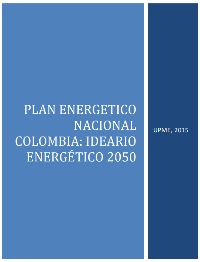 PLAN ENERGETICO
NACIONAL
COLOMBIA: IDEARIO
ENERGÉTICO 2050
UPME, 2015